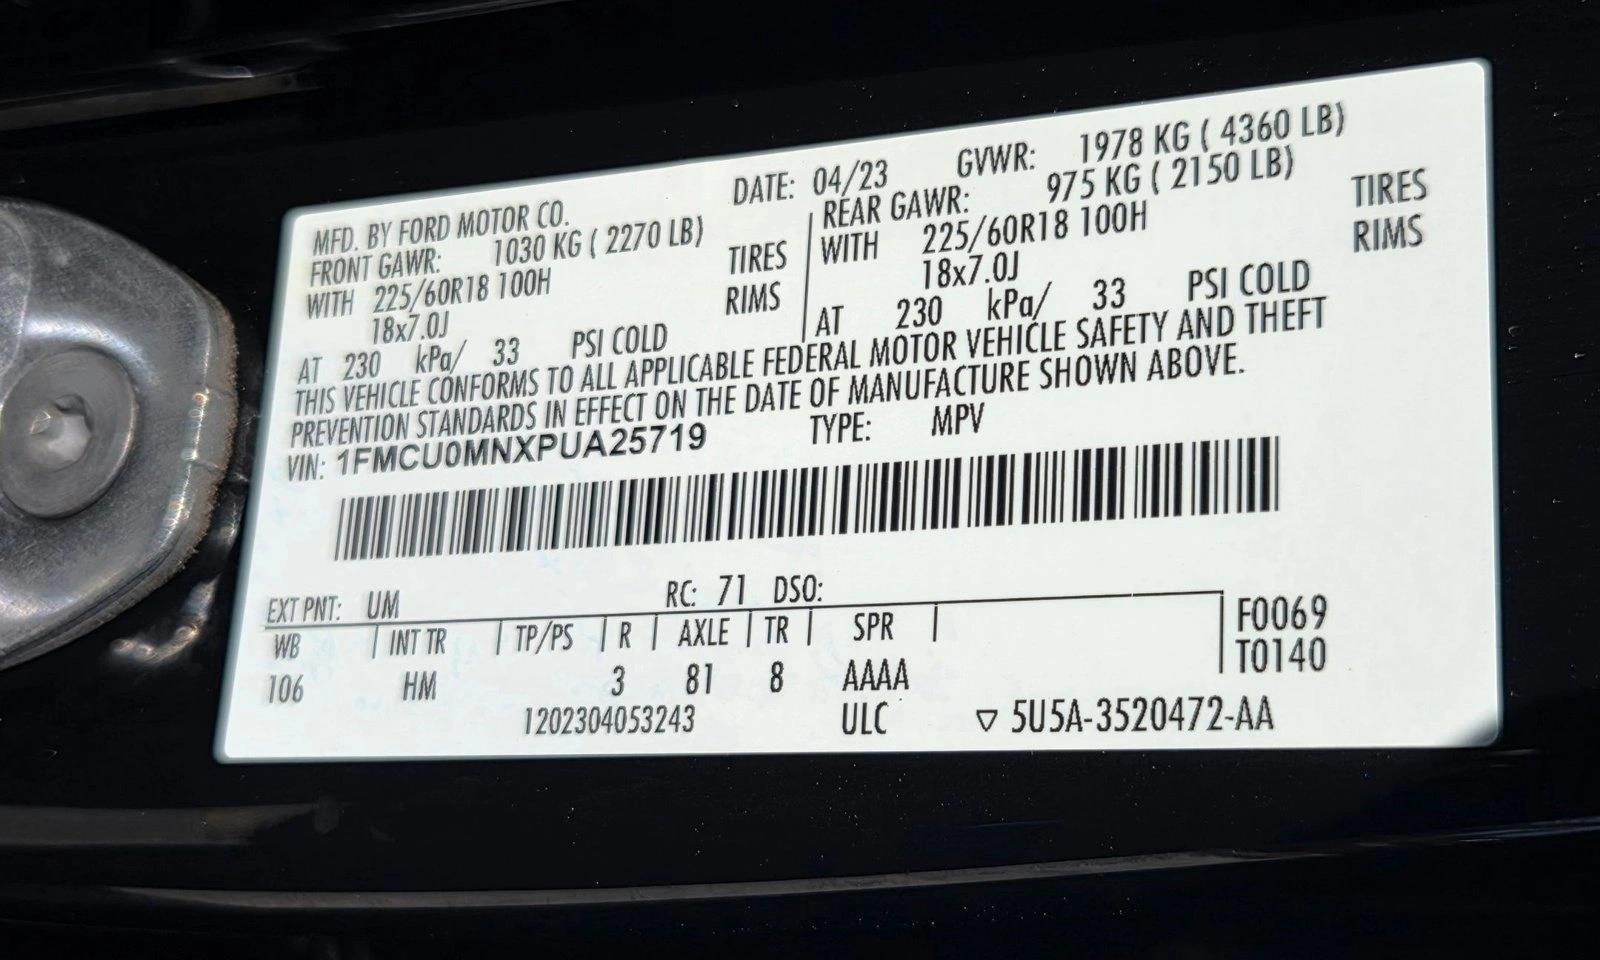 MFD. BY FORD MOTOR CO. DATE: 04/23 GVWR: 1978 KG ( 4360 LB)
FRONT GAWR: 1030 KG ( 2270 LB) REAR GAWR: 975 KG ( 2150 LB)
WITH 225/60R18 100H TIRES WITH 225/60R18 100H TIRES
18x7.0J RIMS 18x7.0J RIMS
AT 230 kPa/ 33 PSI COLD AT 230 kPa/ 33 PSI COLD
THIS VEHICLE CONFORMS TO ALL APPLICABLE FEDERAL MOTOR VEHICLE SAFETY AND THEFT
PREVENTION STANDARDS IN EFFECT ON THE DATE OF MANUFACTURE SHOWN ABOVE.
VIN: 1FMCU0MNXPUA25719 TYPE: MPV
EXT PNT: UM RC: 71 DSO:
WB INT TR TP/PS R AXLE TR SPR F0069
106 HM 3 81 8 AAAA T0140
1202304053243 ULC ▽ 5U5A-3520472-AA